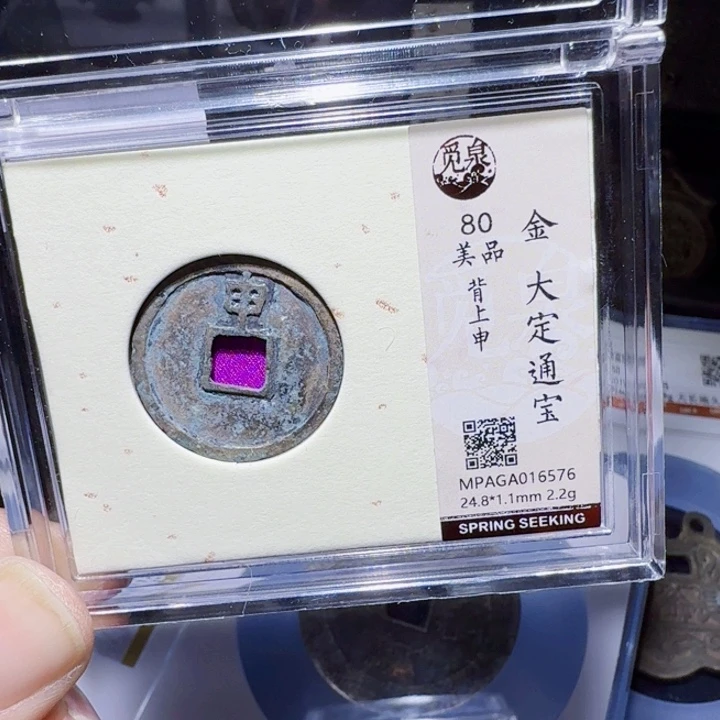 申
觅泉
80
美品
背上申
金 大定通宝
MPAGA016576
24.8*1.1mm 2.2g
SPRING SEEKING